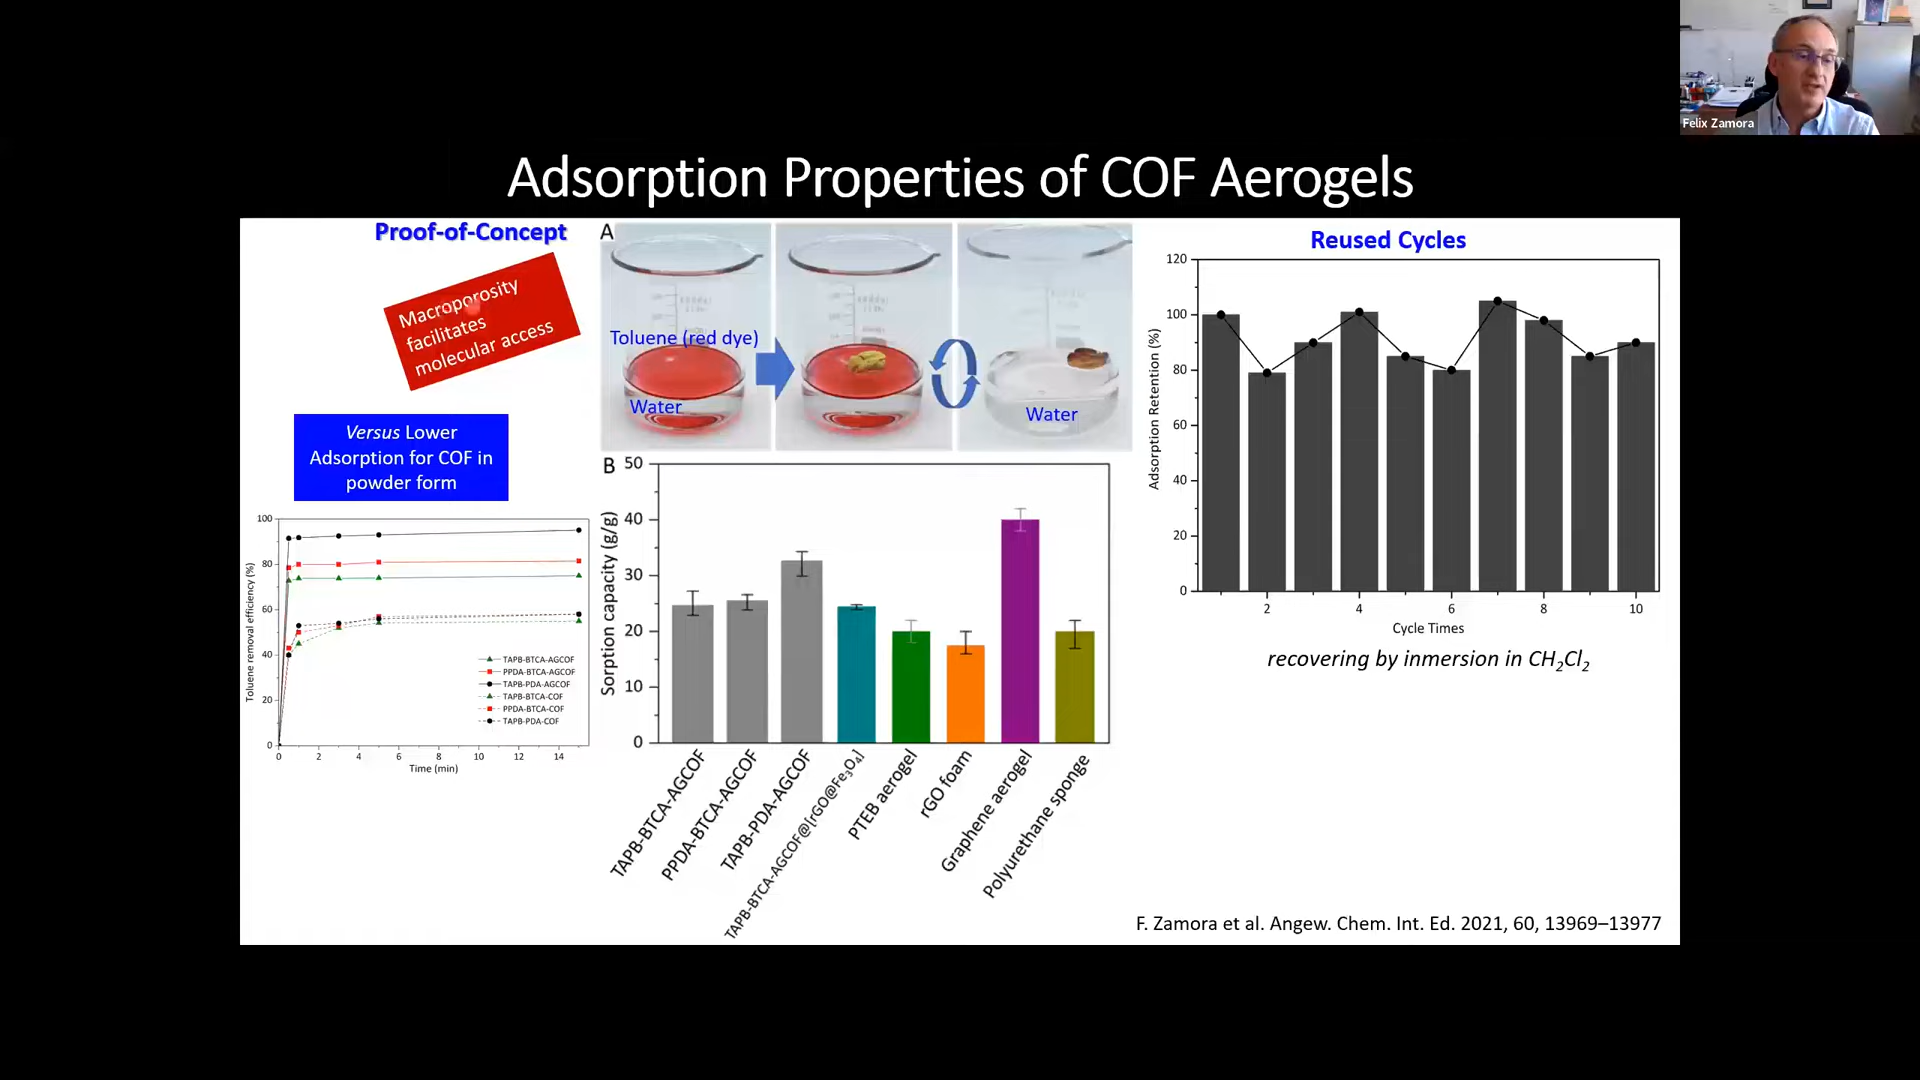 Felix Zamora
Adsorption Properties of COF Aerogels
Proof-of-Concept
Macroporosity
facilitates
molecular access
Versus Lower
Adsorption for COF in
powder form
Toluene removal efficiency (%)
100
80
60
40
20
0
0 2 4 6 8 10 12 14
Time (min)
TAPB-BTCA-AGCOF
PPDA-BTCA-AGCOF
TAPB-PDA-AGCOF
TAPB-BTCA-COF
PPDA-BTCA-COF
TAPB-PDA-COF
A
Toluene (red dye)
Water
Water
B
Sorption capacity (g/g)
50
40
30
20
10
0
TAPB-BTCA-AGCOF
PPDA-BTCA-AGCOF
TAPB-PDA-AGCOF
TAPB-BTCA-AGCOF@[rGO@Fe3O4]
PTEB aerogel
rGO foam
Graphene aerogel
Polyurethane sponge
Reused Cycles
Adsorption Retention (%)
120
100
80
60
40
20
0
2 4 6 8 10
Cycle Times
recovering by inmersion in CH2Cl2
F. Zamora et al. Angew. Chem. Int. Ed. 2021, 60, 13969–13977